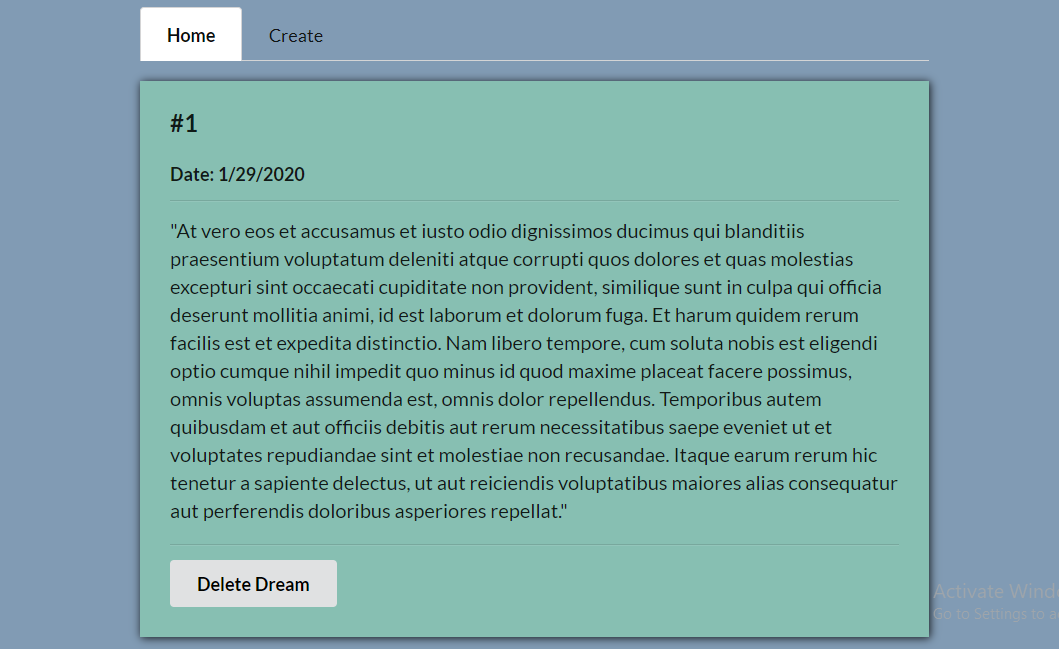 Home
Create
#1
Date: 1/29/2020
"At vero eos et accusamus et iusto odio dignissimos ducimus qui blanditiis
praesentium voluptatum deleniti atque corrupti quos dolores et quas molestias
excepturi sint occaecati cupiditate non provident, similique sunt in culpa qui officia
deserunt mollitia animi, id est laborum et dolorum fuga. Et harum quidem rerum
facilis est et expedita distinctio. Nam libero tempore, cum soluta nobis est eligendi
optio cumque nihil impedit quo minus id quod maxime placeat facere possimus,
omnis voluptas assumenda est, omnis dolor repellendus. Temporibus autem
quibusdam et aut officiis debitis aut rerum necessitatibus saepe eveniet ut et
voluptates repudiandae sint et molestiae non recusandae. Itaque earum rerum hic
tenetur a sapiente delectus, ut aut reiciendis voluptatibus maiores alias consequatur
aut perferendis doloribus asperiores repellat."
Delete Dream
Activate Wind
Go to Settings to a